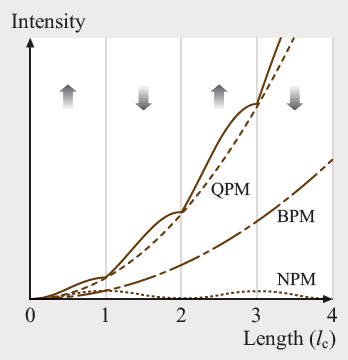 Intensity
QPM
BPM
NPM
0 1 2 3 4
Length (lc)